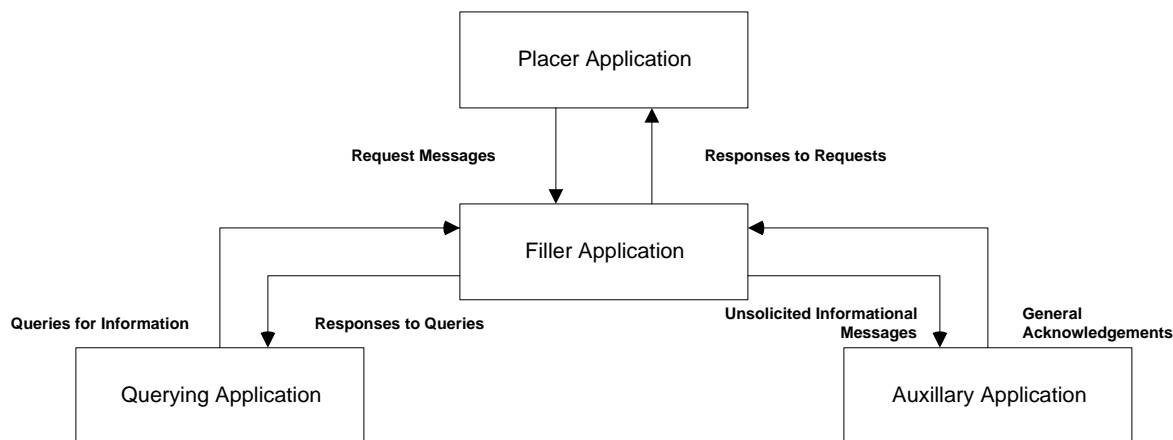 Placer Application
Request Messages
Responses to Requests
Filler Application
Queries for Information
Responses to Queries
Unsolicited Informational
Messages
General
Acknowledgements
Querying Application
Auxillary Application